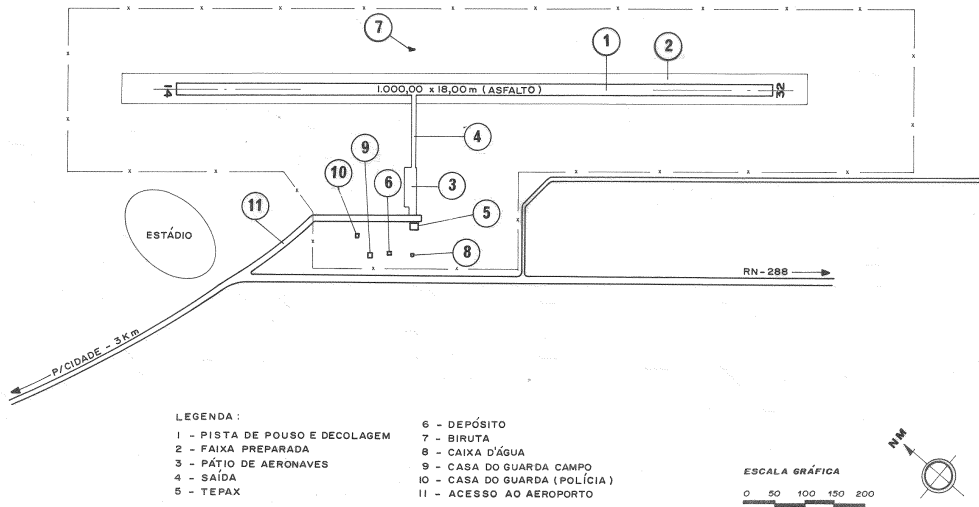 7
1
2
14
1.000,00 x 18,00 m (ASFALTO)
32
4
9
10
6
3
5
11
8
ESTÁDIO
RN-288
P/CIDADE - 3Km
LEGENDA :
1 - PISTA DE POUSO E DECOLAGEM
2 - FAIXA PREPARADA
3 - PÁTIO DE AERONAVES
4 - SAÍDA
5 - TEPAX
6 - DEPÓSITO
7 - BIRUTA
8 - CAIXA D'ÁGUA
9 - CASA DO GUARDA CAMPO
10 - CASA DO GUARDA (POLÍCIA)
11 - ACESSO AO AEROPORTO
ESCALA GRÁFICA
0 50 100 150 200
NM